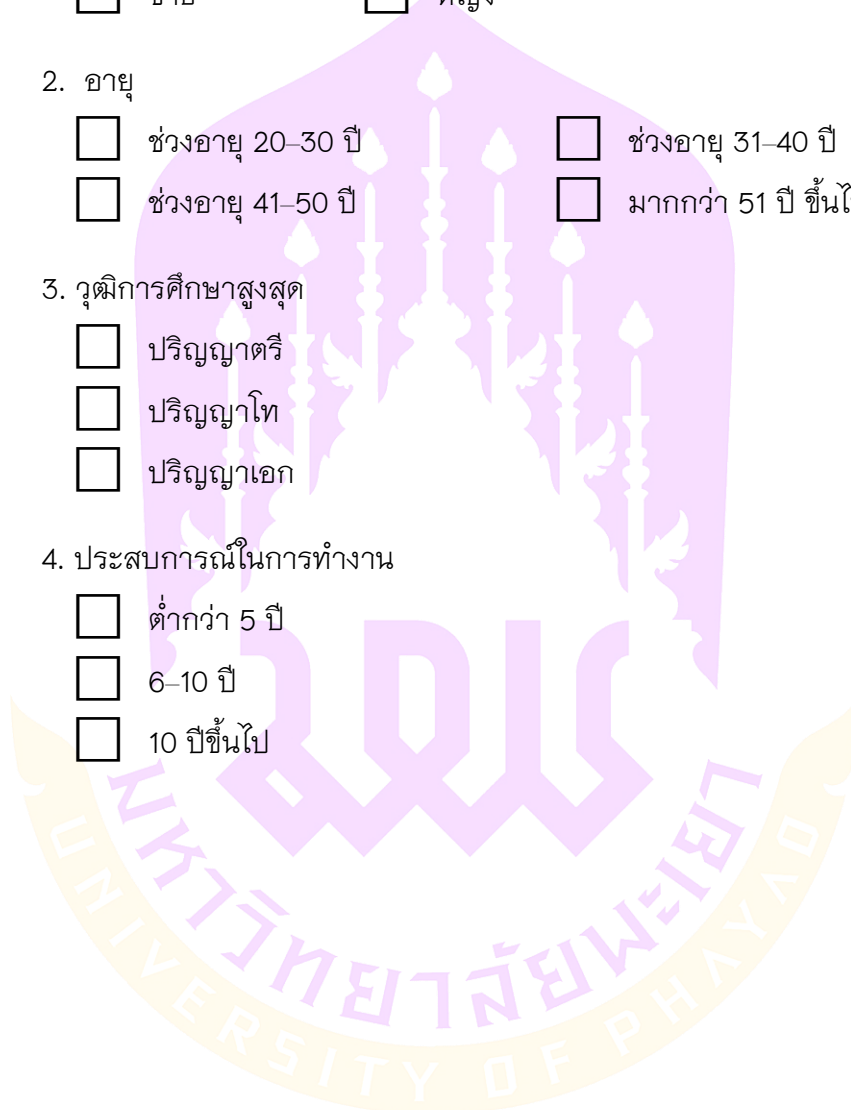 2. อายุ
ช่วงอายุ 20–30 ปี ช่วงอายุ 31–40 ปี
ช่วงอายุ 41–50 ปี มากกว่า 51 ปี
3. วุฒิการศึกษาสูงสุด
ปริญญาตรี
ปริญญาโท
ปริญญาเอก
4. ประสบการณ์ในการทำงาน
ต่ำกว่า 5 ปี
6–10 ปี
10 ปีขึ้นไป
มหาวิทยาลัยพะเยา
UNIVERSITY OF PHAYAO